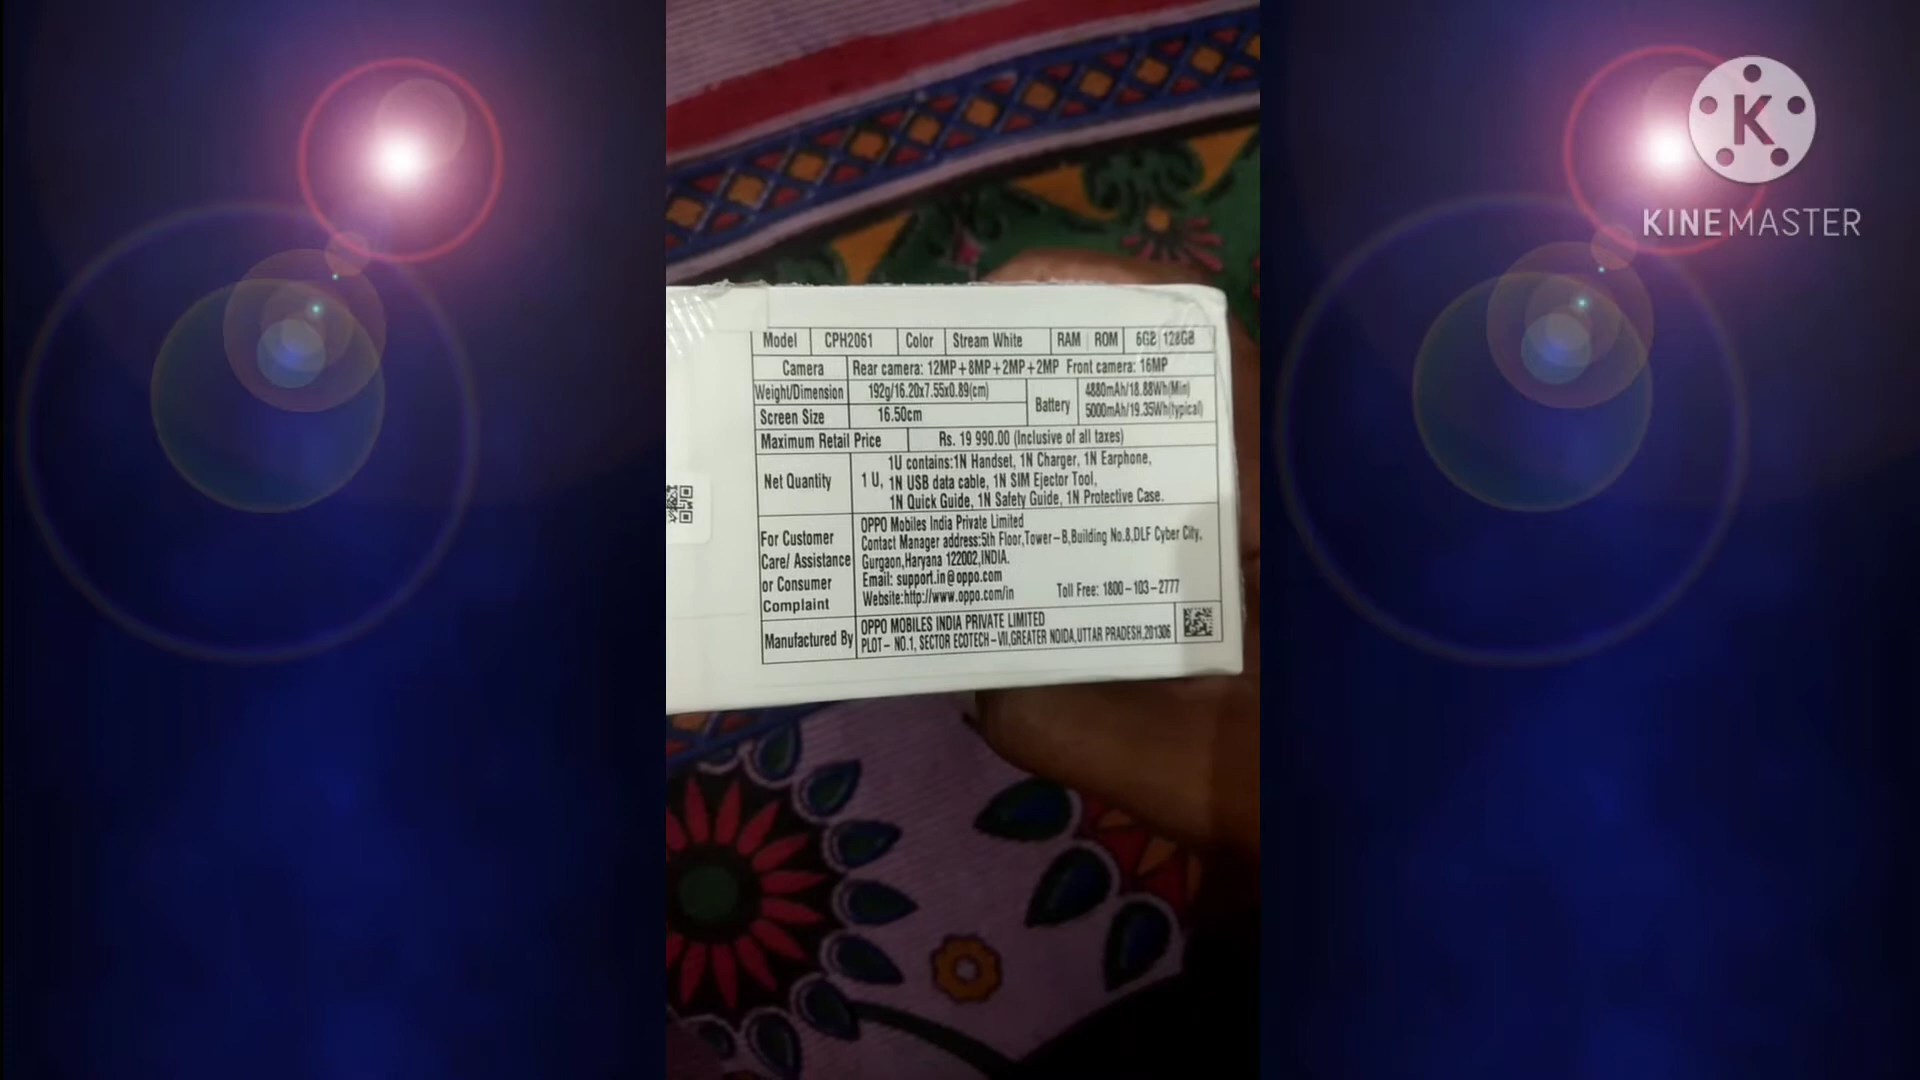 KINEMASTER
Model CPH2061 Color Stream White RAM ROM 6GB 128GB
Camera Rear camera: 12MP+8MP+2MP+2MP Front camera: 16MP
Weight/Dimension 192g/16.20x7.55x0.89(cm)
Screen Size 16.50cm
Battery 4880mAh/18.88Wh(Min)
5000mAh/19.35Wh(typical)
Maximum Retail Price Rs. 19 990.00 (Inclusive of all taxes)
Net Quantity 1 U, 1U contains:1N Handset, 1N Charger, 1N Earphone,
1N USB data cable, 1N SIM Ejector Tool,
1N Quick Guide, 1N Safety Guide, 1N Protective Case.
For Customer
Care/ Assistance
or Consumer
Complaint
OPPO Mobiles India Private Limited
Contact Manager address:5th Floor,Tower-B,Building No.8,DLF Cyber City,
Gurgaon,Haryana 122002,INDIA.
Email: support.in@oppo.com
Website:http://www.oppo.com/in Toll Free: 1800-103-2777
Manufactured By
OPPO MOBILES INDIA PRIVATE LIMITED
PLOT- NO.1, SECTOR ECOTECH-VII,GREATER NOIDA,UTTAR PRADESH,201306